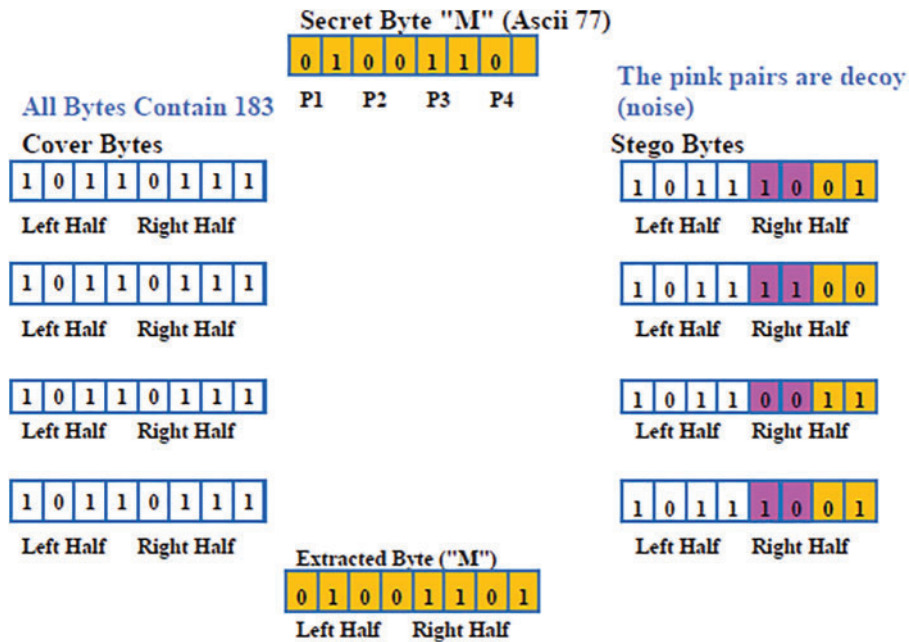 Secret Byte "M" (Ascii 77)
0 1 0 0 1 1 0
P1 P2 P3 P4
All Bytes Contain 183
The pink pairs are decoy
(noise)
Cover Bytes
Stego Bytes
1 0 1 1 0 1 1 1
1 0 1 1 1 0 0 1
Left Half Right Half
Left Half Right Half
1 0 1 1 0 1 1 1
1 0 1 1 1 1 0 0
Left Half Right Half
Left Half Right Half
1 0 1 1 0 1 1 1
1 0 1 1 0 0 1 1
Left Half Right Half
Left Half Right Half
1 0 1 1 0 1 1 1
1 0 1 1 1 0 0 1
Left Half Right Half
Left Half Right Half
Extracted Byte ("M")
0 1 0 0 1 1 0 1
Left Half Right Half